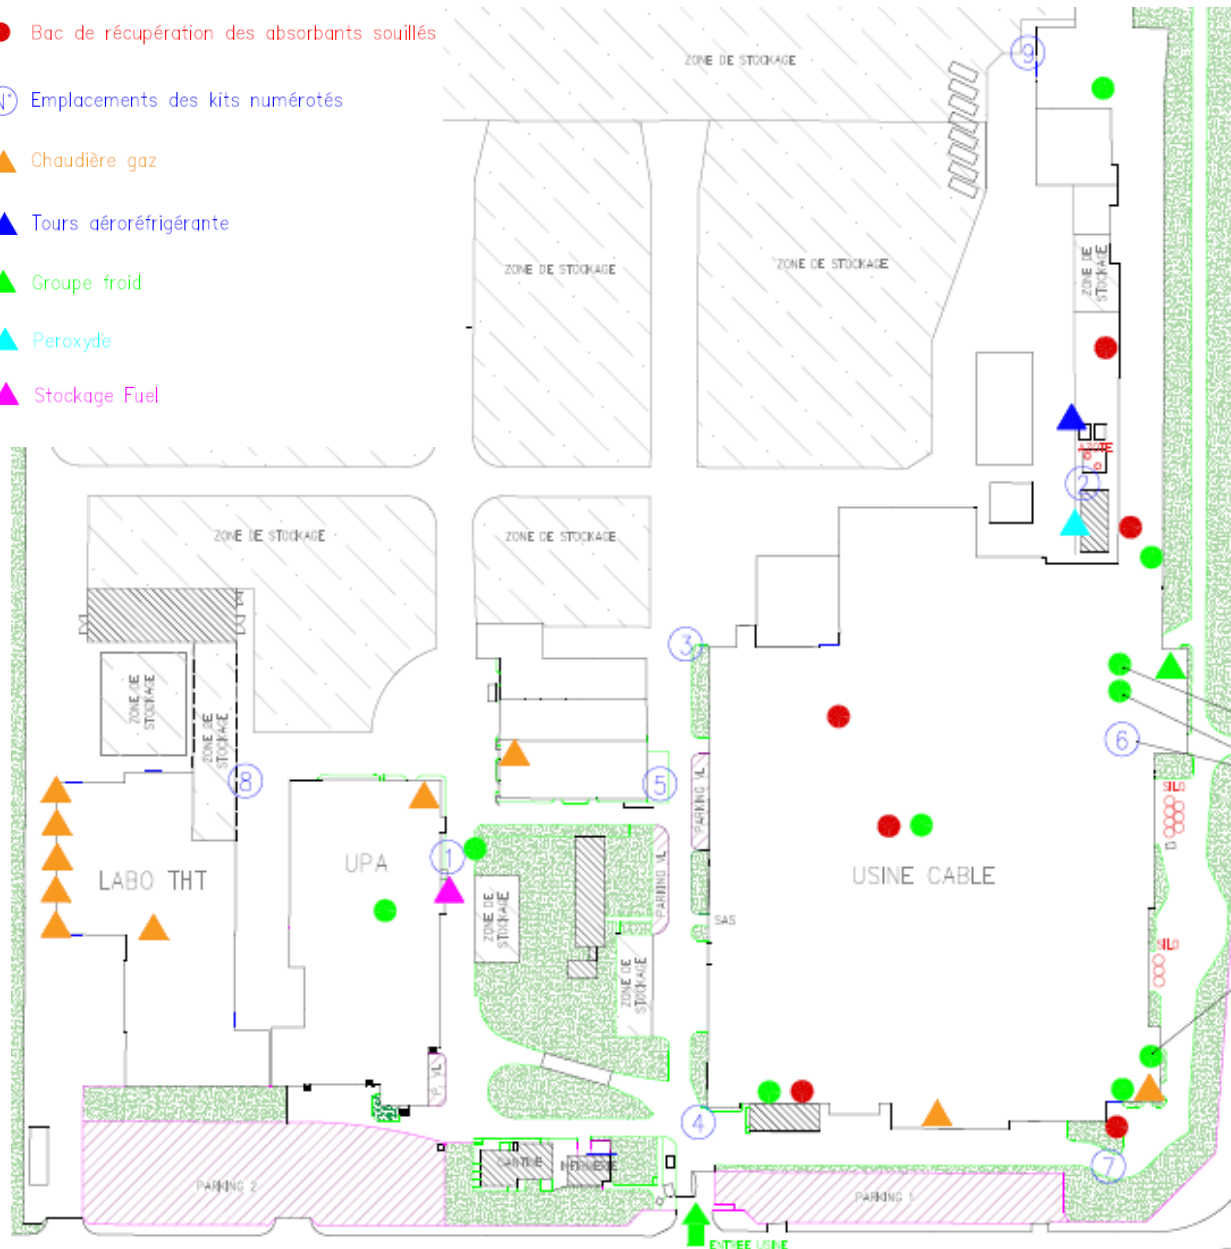 Bac de récupération des absorbants souillés
N°
Emplacements des kits numérotés
Chaudière gaz
Tours aéroréfrigérante
Groupe froid
Peroxyde
Stockage Fuel
ZONE DE STOCKAGE
9
ZONE DE STOCKAGE
ZONE DE STOCKAGE
ZONE DE
STOCKAGE
AZOTE
2
ZONE DE STOCKAGE
ZONE DE STOCKAGE
3
ZONE DE
STOCKAGE
ZONE DE
STOCKAGE
6
8
5
SILO
PARKING VL
1
UPA
LABO THT
USINE CABLE
PARKING VL
ZONE DE
STOCKAGE
SAS
SILO
ZONE DE
STOCKAGE
P. VL
4
7
CANTINE
INFIRMERIE
PARKING 2
PARKING 1
ENTREE USINE